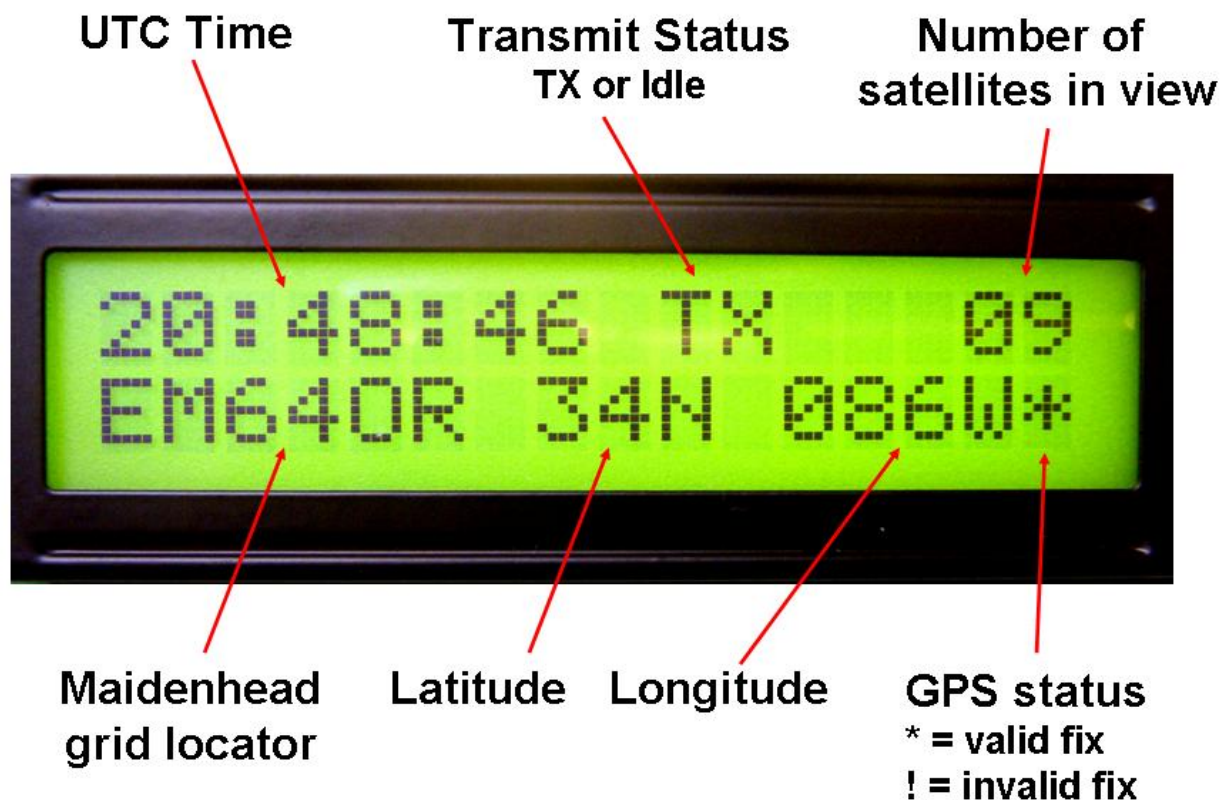 UTC Time
Transmit Status
TX or Idle
Number of
satellites in view
20:48:46 TX 09
EM64OR 34N 086W*
Maidenhead
grid locator
Latitude
Longitude
GPS status
* = valid fix
! = invalid fix